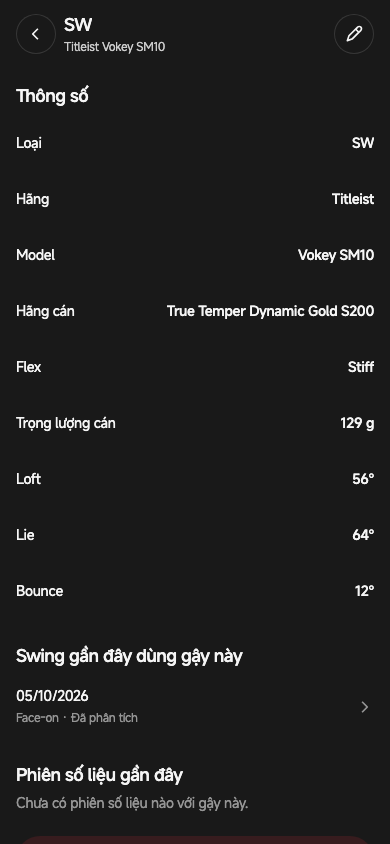 SW
Titleist Vokey SM10
Thông số
Loại SW
Hãng Titleist
Model Vokey SM10
Hãng cán True Temper Dynamic Gold S200
Flex Stiff
Trọng lượng cán 129 g
Loft 56°
Lie 64°
Bounce 12°
Swing gần đây dùng gậy này
05/10/2026
Face-on · Đã phân tích
Phiên số liệu gần đây
Chưa có phiên số liệu nào với gậy này.